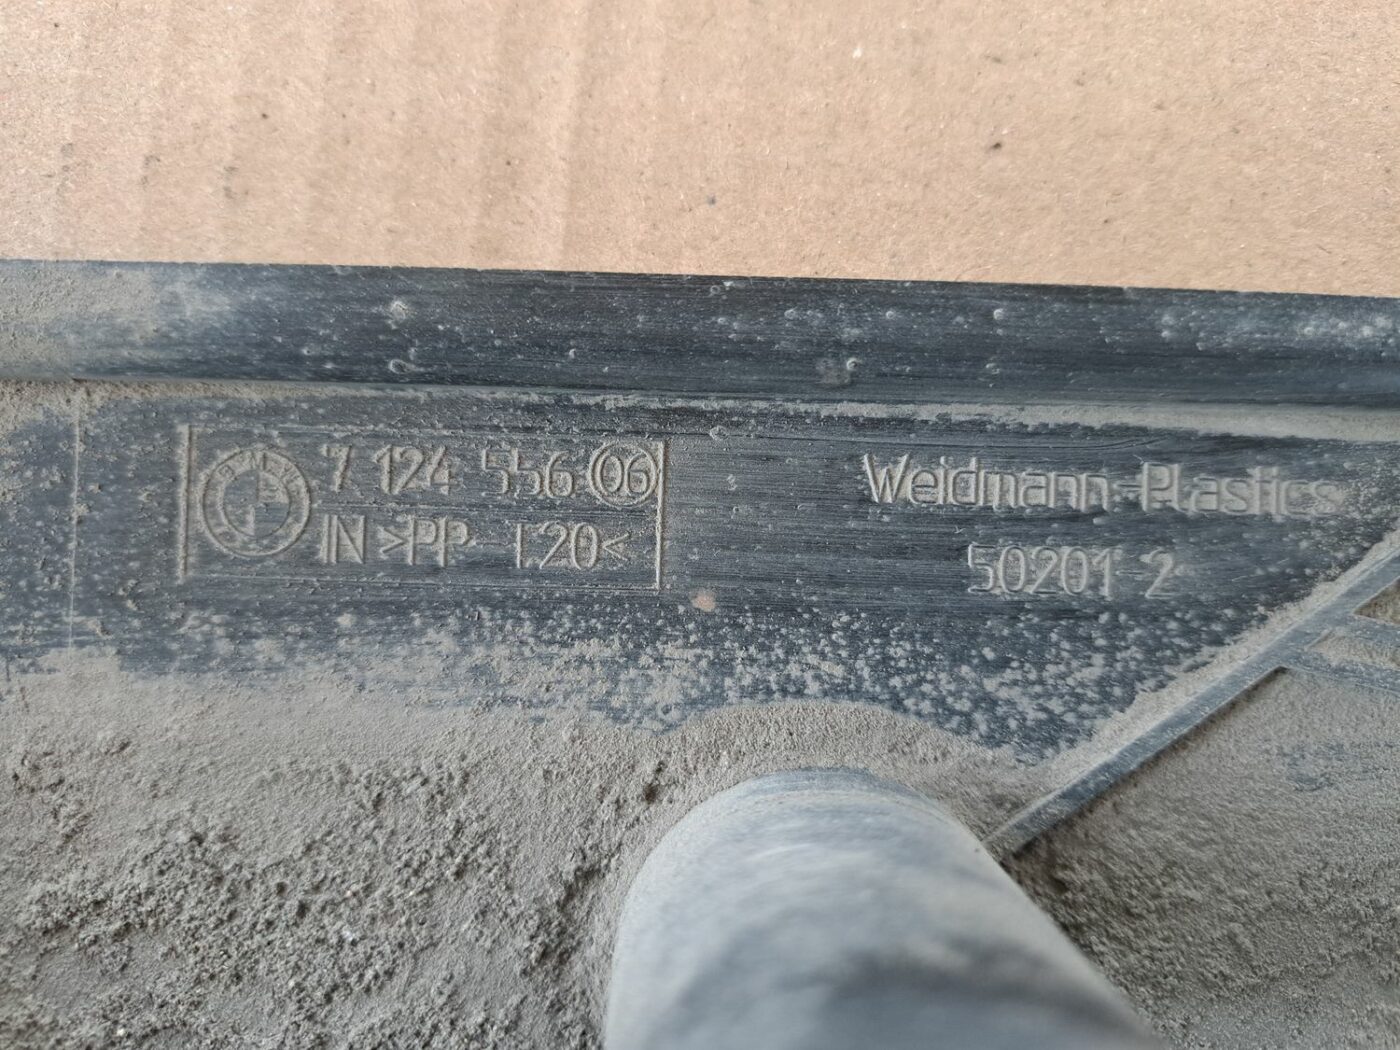 7 124 556 06
IN >PP T20<
Weidmann-Plastics
50201 2